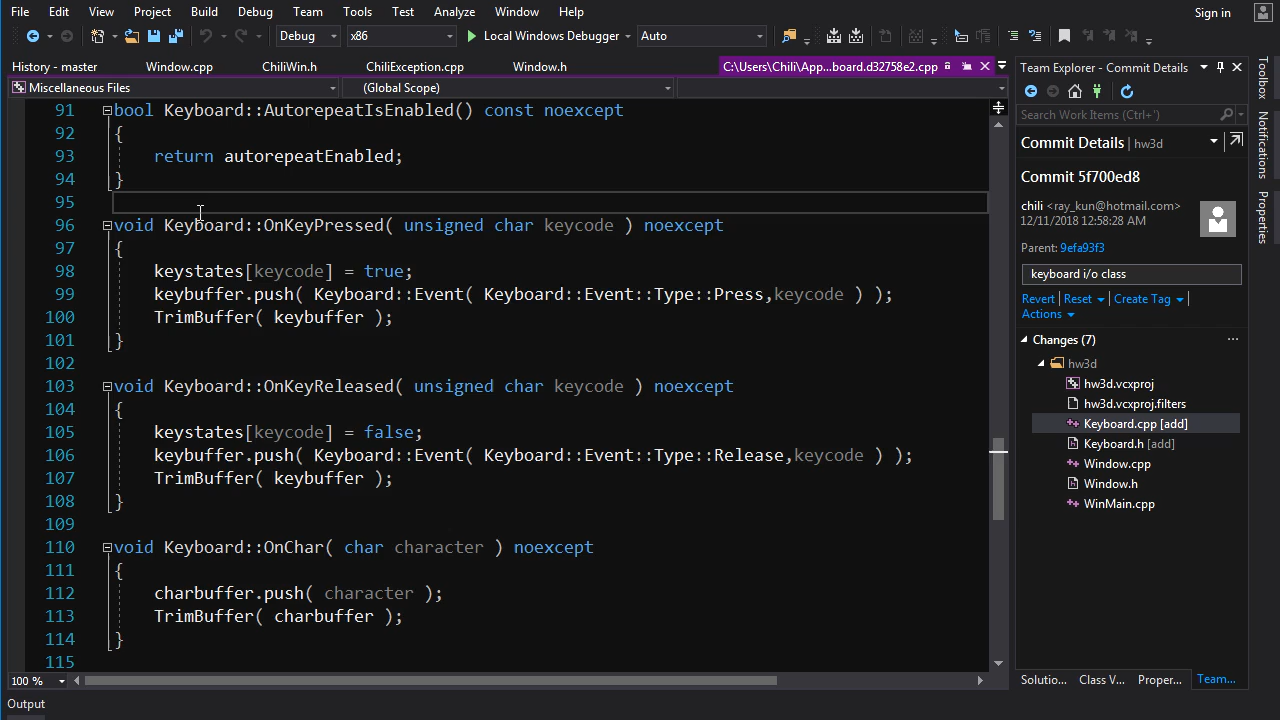 File Edit View Project Build Debug Team Tools Test Analyze Window Help Sign in
Debug x86 Local Windows Debugger Auto
History - master Window.cpp ChiliWin.h ChiliException.cpp Window.h C:\Users\Chili\App...board.d32758e2.cpp
Miscellaneous Files (Global Scope)
91 bool Keyboard::AutorepeatIsEnabled() const noexcept
92 {
93 return autorepeatEnabled;
94 }
95
96 void Keyboard::OnKeyPressed( unsigned char keycode ) noexcept
97 {
98 keystates[keycode] = true;
99 keybuffer.push( Keyboard::Event( Keyboard::Event::Type::Press,keycode ) );
100 TrimBuffer( keybuffer );
101 }
102
103 void Keyboard::OnKeyReleased( unsigned char keycode ) noexcept
104 {
105 keystates[keycode] = false;
106 keybuffer.push( Keyboard::Event( Keyboard::Event::Type::Release,keycode ) );
107 TrimBuffer( keybuffer );
108 }
109
110 void Keyboard::OnChar( char character ) noexcept
111 {
112 charbuffer.push( character );
113 TrimBuffer( charbuffer );
114 }
115
100 %
Output
Team Explorer - Commit Details
Search Work Items (Ctrl+')
Commit Details | hw3d
Commit 5f700ed8
chili <ray_kun@hotmail.com>
12/11/2018 12:58:28 AM
Parent: 9efa93f3
keyboard i/o class
Revert Reset Create Tag
Actions
Changes (7)
hw3d
hw3d.vcxproj
hw3d.vcxproj.filters
Keyboard.cpp [add]
Keyboard.h [add]
Window.cpp
Window.h
WinMain.cpp
Solutio... Class V... Proper... Team...
Toolbox
Notifications
Properties